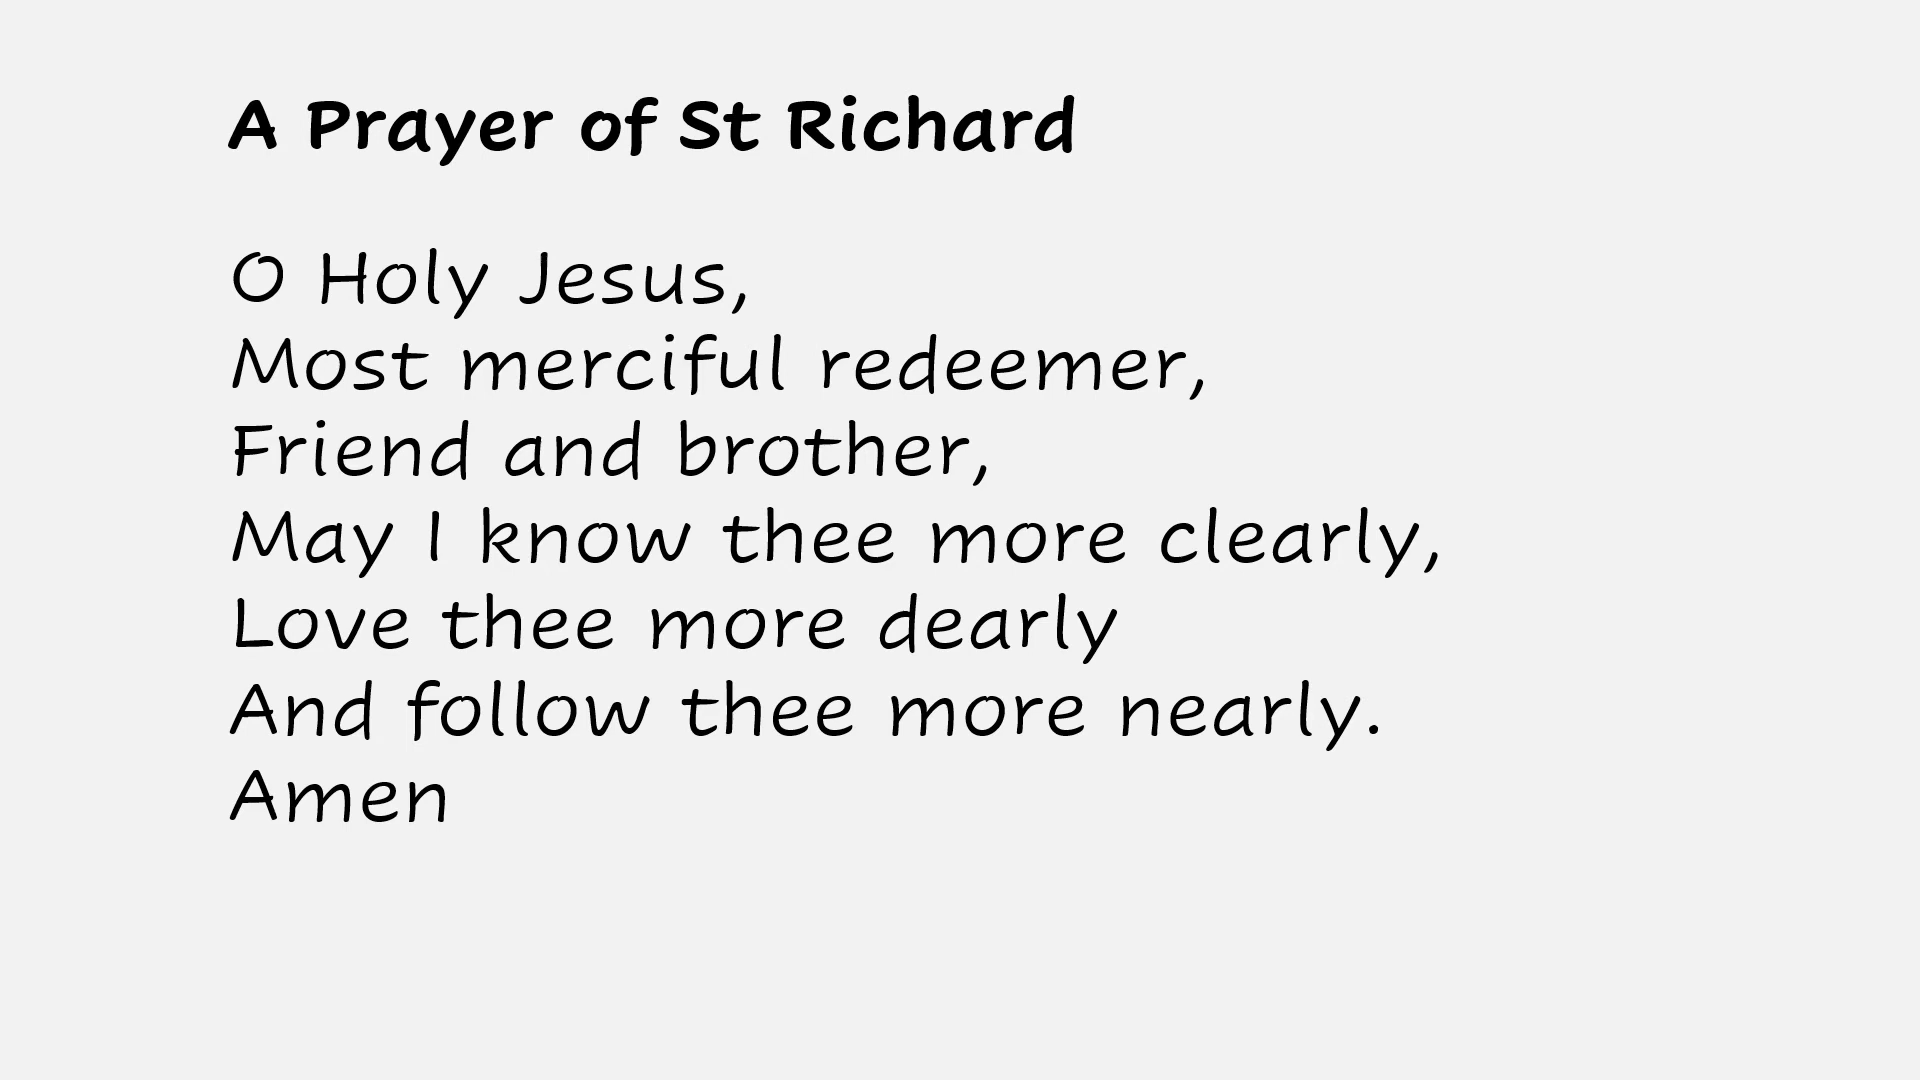 A Prayer of St Richard
O Holy Jesus,
Most merciful redeemer,
Friend and brother,
May I know thee more clearly,
Love thee more dearly
And follow thee more nearly.
Amen